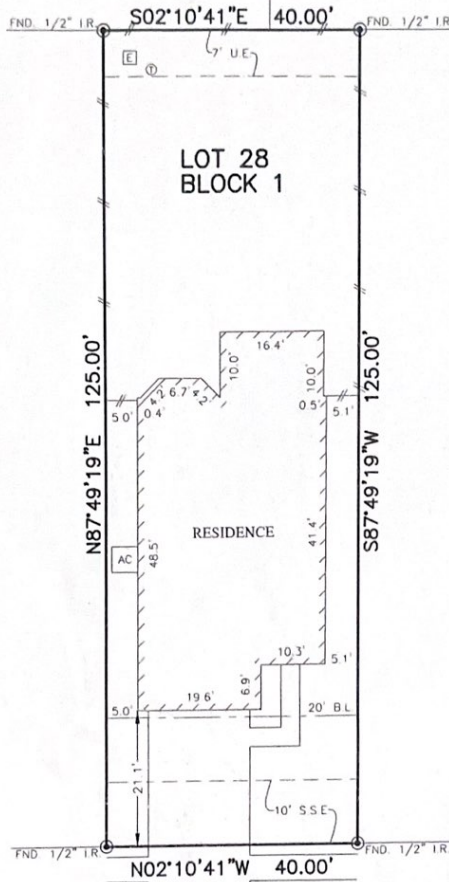 S02°10'41"E 40.00'
FND. 1/2" I.R.
FND. 1/2" I.R.
7' U.E.
E
T
LOT 28
BLOCK 1
N87°49'19"E 125.00'
S87°49'19"W 125.00'
16.4'
10.0'
10.0'
6.7'
4.2'
4.2'
0.4'
0.5'
5.0'
5.1'
RESIDENCE
AC
48.5'
41.4'
10.3'
5.1'
6.9'
19.6'
5.0'
20' B.L.
21.1'
10' S.S.E.
FND. 1/2" I.R.
FND. 1/2" I.R.
N02°10'41"W 40.00'